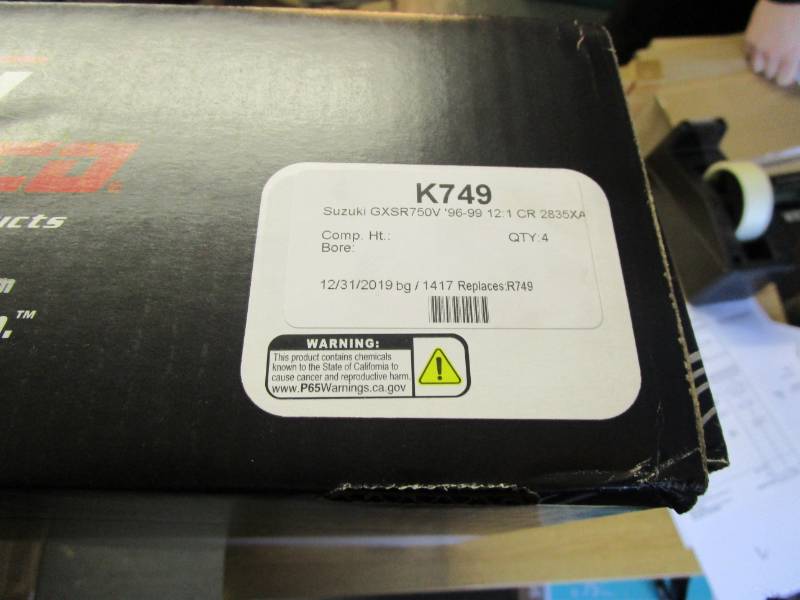 K749
Suzuki GXSR750V '96-99 12:1 CR 2835XA
Comp. Ht.:
QTY:4
Bore:
12/31/2019 bg / 1417 Replaces:R749
WARNING:
This product contains chemicals
known to the State of California to
cause cancer and reproductive harm.
www.P65Warnings.ca.gov
™